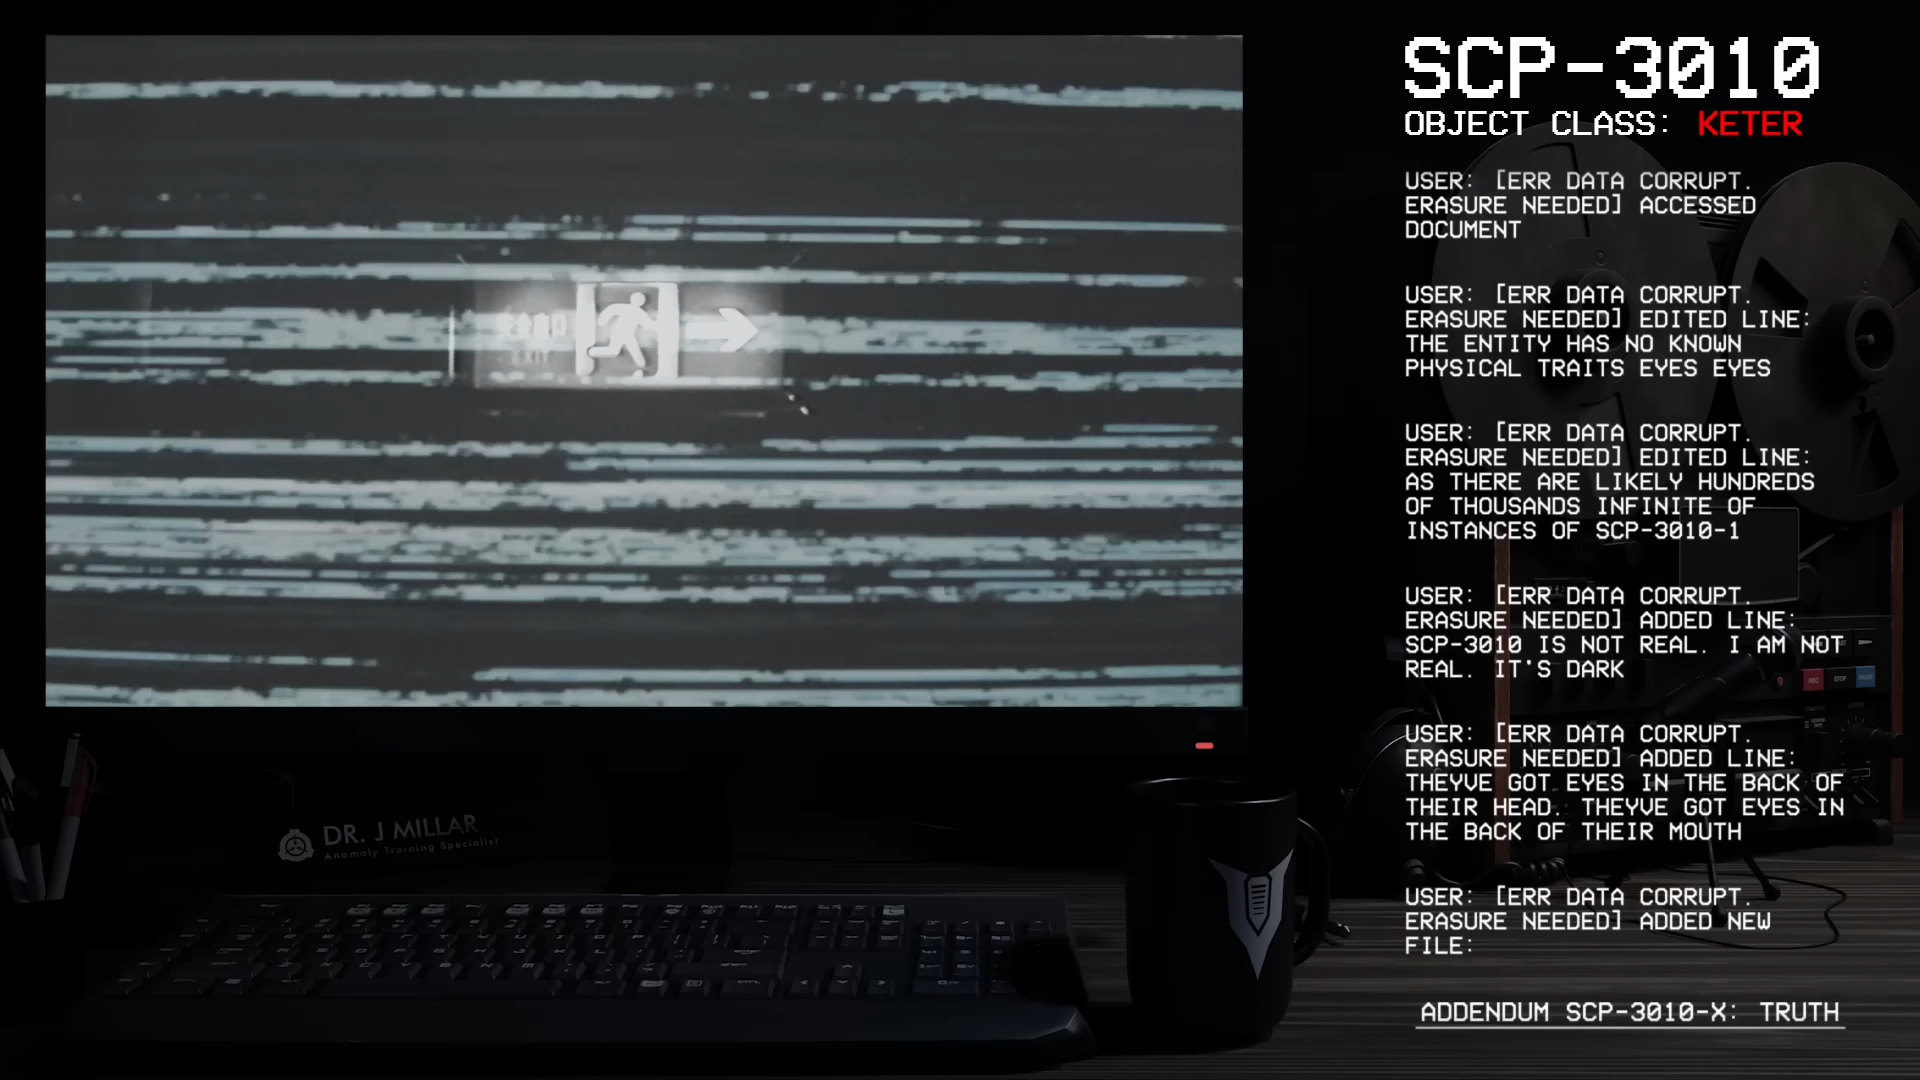 SCP-3010
OBJECT CLASS: KETER
USER: [ERR DATA CORRUPT.
ERASURE NEEDED] ACCESSED
DOCUMENT
USER: [ERR DATA CORRUPT.
ERASURE NEEDED] EDITED LINE:
THE ENTITY HAS NO KNOWN
PHYSICAL TRAITS EYES EYES
USER: [ERR DATA CORRUPT.
ERASURE NEEDED] EDITED LINE:
AS THERE ARE LIKELY HUNDREDS
OF THOUSANDS INFINITE OF
INSTANCES OF SCP-3010-1
USER: [ERR DATA CORRUPT.
ERASURE NEEDED] ADDED LINE:
SCP-3010 IS NOT REAL. I AM NOT
REAL. IT'S DARK
USER: [ERR DATA CORRUPT.
ERASURE NEEDED] ADDED LINE:
THEYVE GOT EYES IN THE BACK OF
THEIR HEAD. THEYVE GOT EYES IN
THE BACK OF THEIR MOUTH
USER: [ERR DATA CORRUPT.
ERASURE NEEDED] ADDED NEW
FILE:
ADDENDUM SCP-3010-X: TRUTH
DR. J MILLAR
Anomaly Training Specialist
REC
STOP